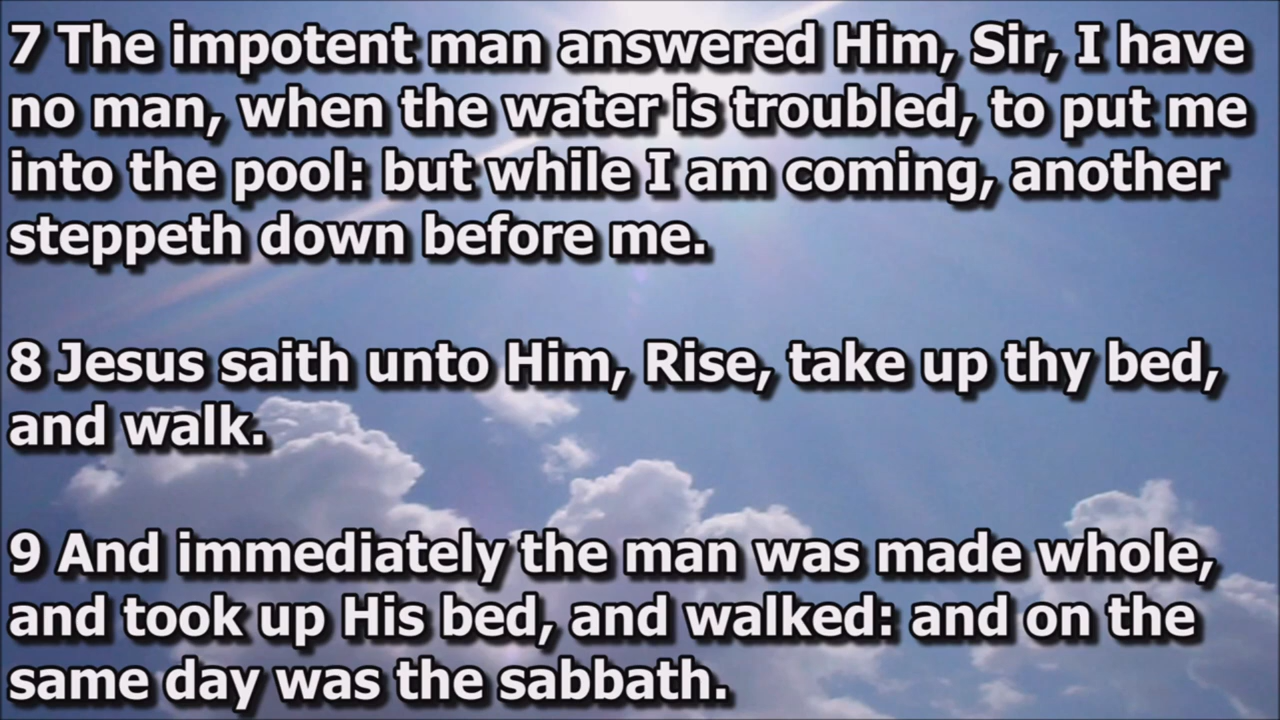 7 The impotent man answered Him, Sir, I have
no man, when the water is troubled, to put me
into the pool: but while I am coming, another
steppeth down before me.
8 Jesus saith unto Him, Rise, take up thy bed,
and walk.
9 And immediately the man was made whole,
and took up His bed, and walked: and on the
same day was the sabbath.